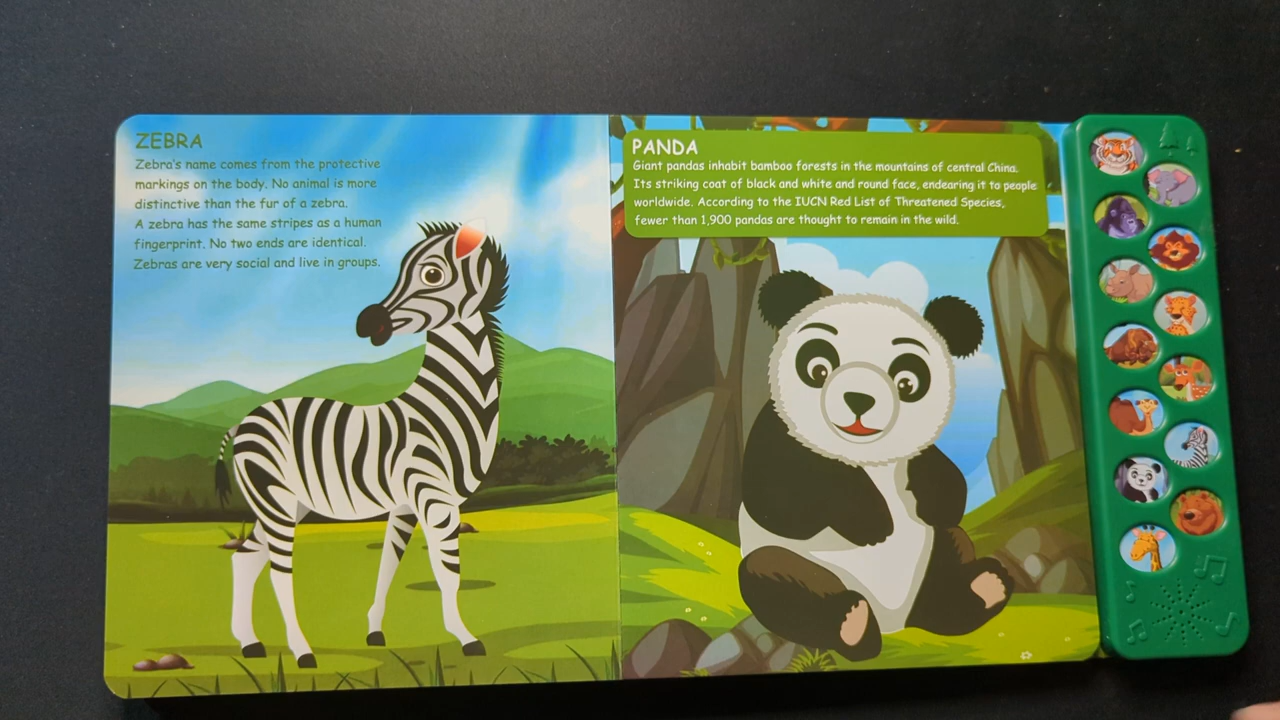 ZEBRA
Zebra's name comes from the protective
markings on the body. No animal is more
distinctive than the fur of a zebra.
A zebra has the same stripes as a human
fingerprint. No two ends are identical.
Zebras are very social and live in groups.
PANDA
Giant pandas inhabit bamboo forests in the mountains of central China.
Its striking coat of black and white and round face, endearing it to people
worldwide. According to the IUCN Red List of Threatened Species,
fewer than 1,900 pandas are thought to remain in the wild.